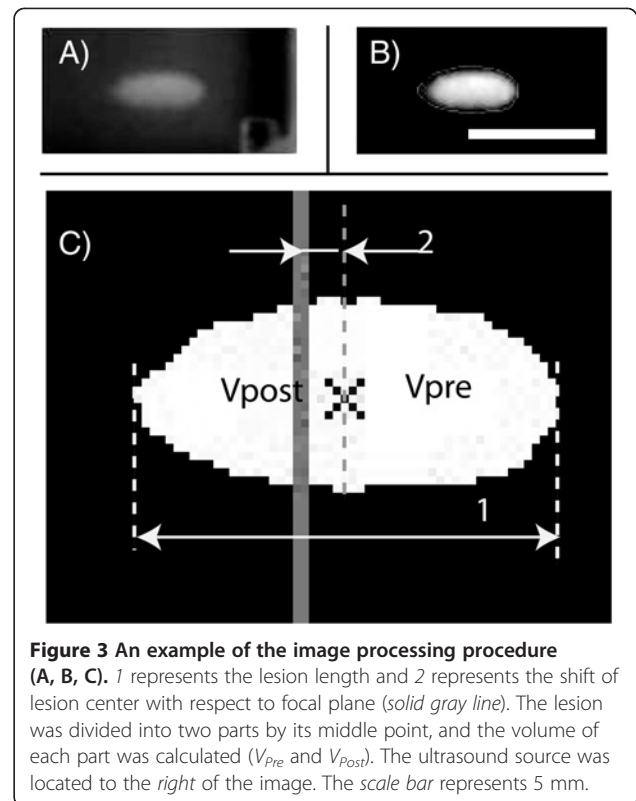 A)
B)
C)
2
Vpost
Vpre
1
Figure 3 An example of the image processing procedure
(A, B, C). 1 represents the lesion length and 2 represents the shift of
lesion center with respect to focal plane (solid gray line). The lesion
was divided into two parts by its middle point, and the volume of
each part was calculated (VPre and VPost). The ultrasound source was
located to the right of the image. The scale bar represents 5 mm.